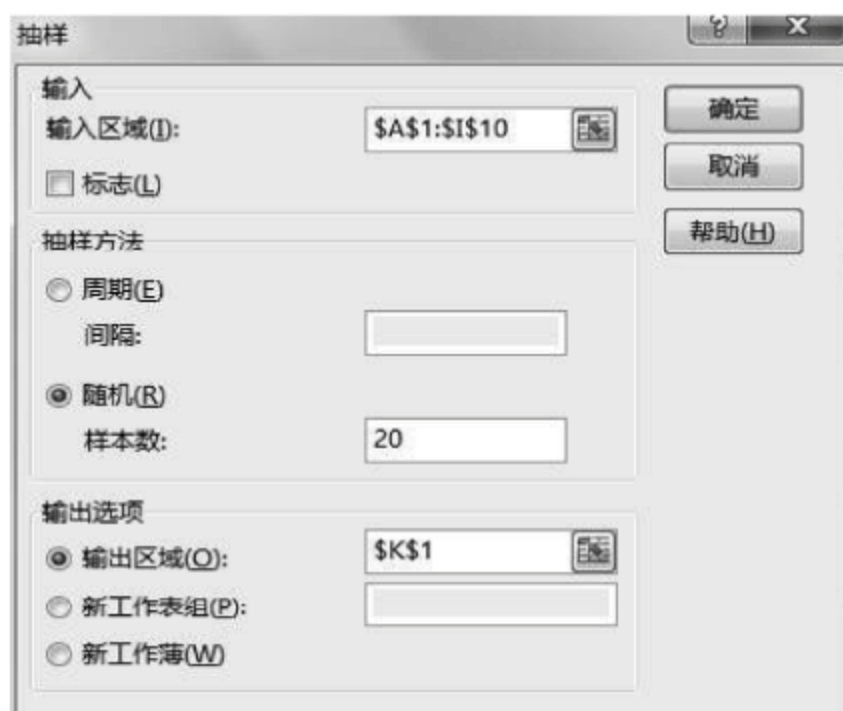 抽样
输入
输入区域(I):
$A$1:$I$10
标志(L)
确定
取消
帮助(H)
抽样方法
周期(E)
间隔:
随机(R)
样本数:
20
输出选项
输出区域(O):
$K$1
新工作表组(P):
新工作薄(W)